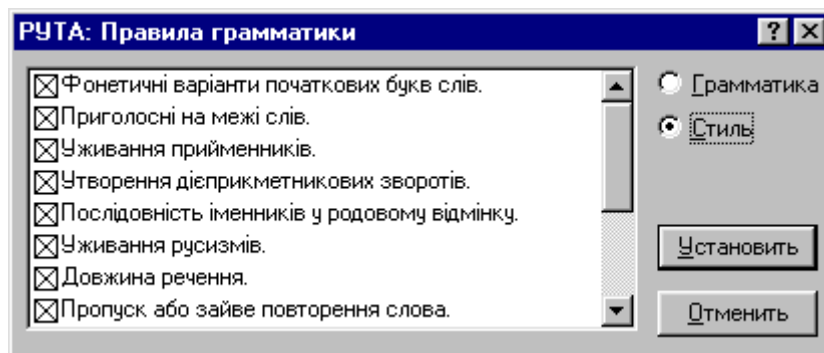 РУТА: Правила грамматики
Фонетичні варіанти початкових букв слів.
Приголосні на межі слів.
Уживання прийменників.
Утворення дієприкметникових зворотів.
Послідовність іменників у родовому відмінку.
Уживання русизмів.
Довжина речення.
Пропуск або зайве повторення слова.
Грамматика
Стиль
Установить
Отменить